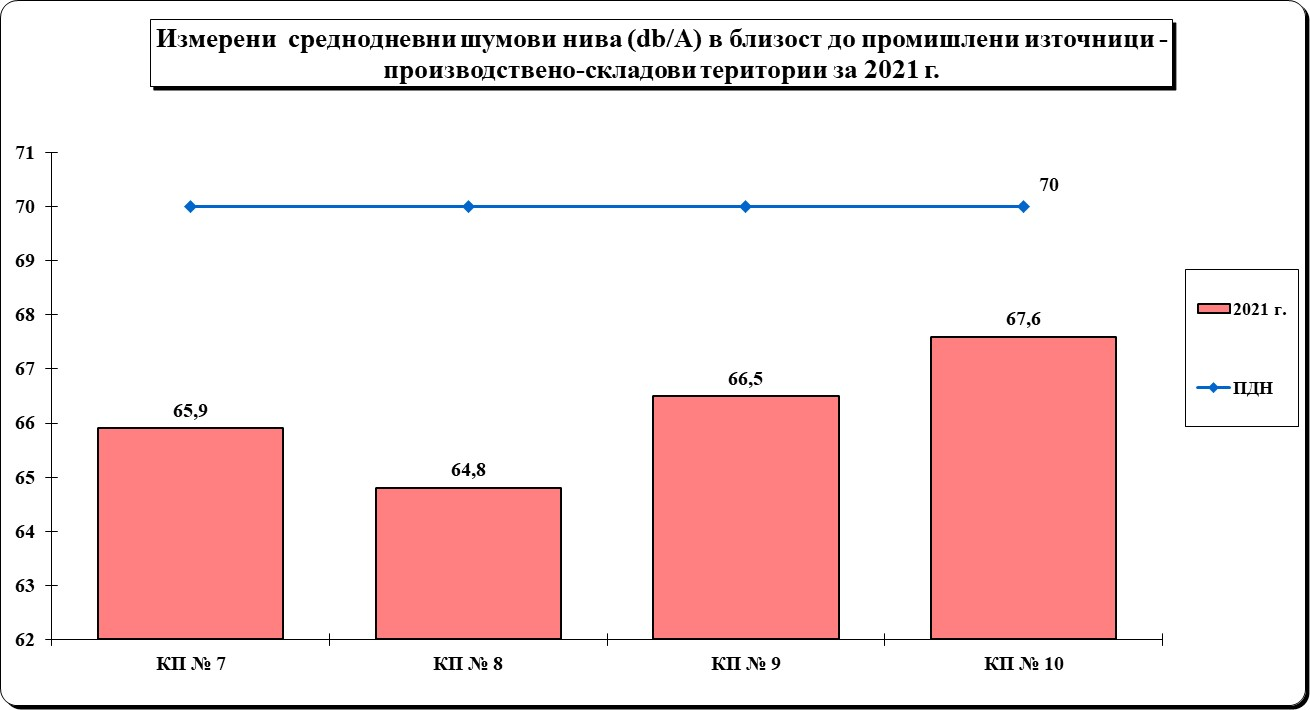 Измерени среднодневни шумови нива (db/A) в близост до промишлени източници -
производствено-складови територии за 2021 г.
71
70
69
68
67
66
65
64
63
62
70
65,9
64,8
66,5
67,6
КП № 7
КП № 8
КП № 9
КП № 10
2021 г.
ПДН